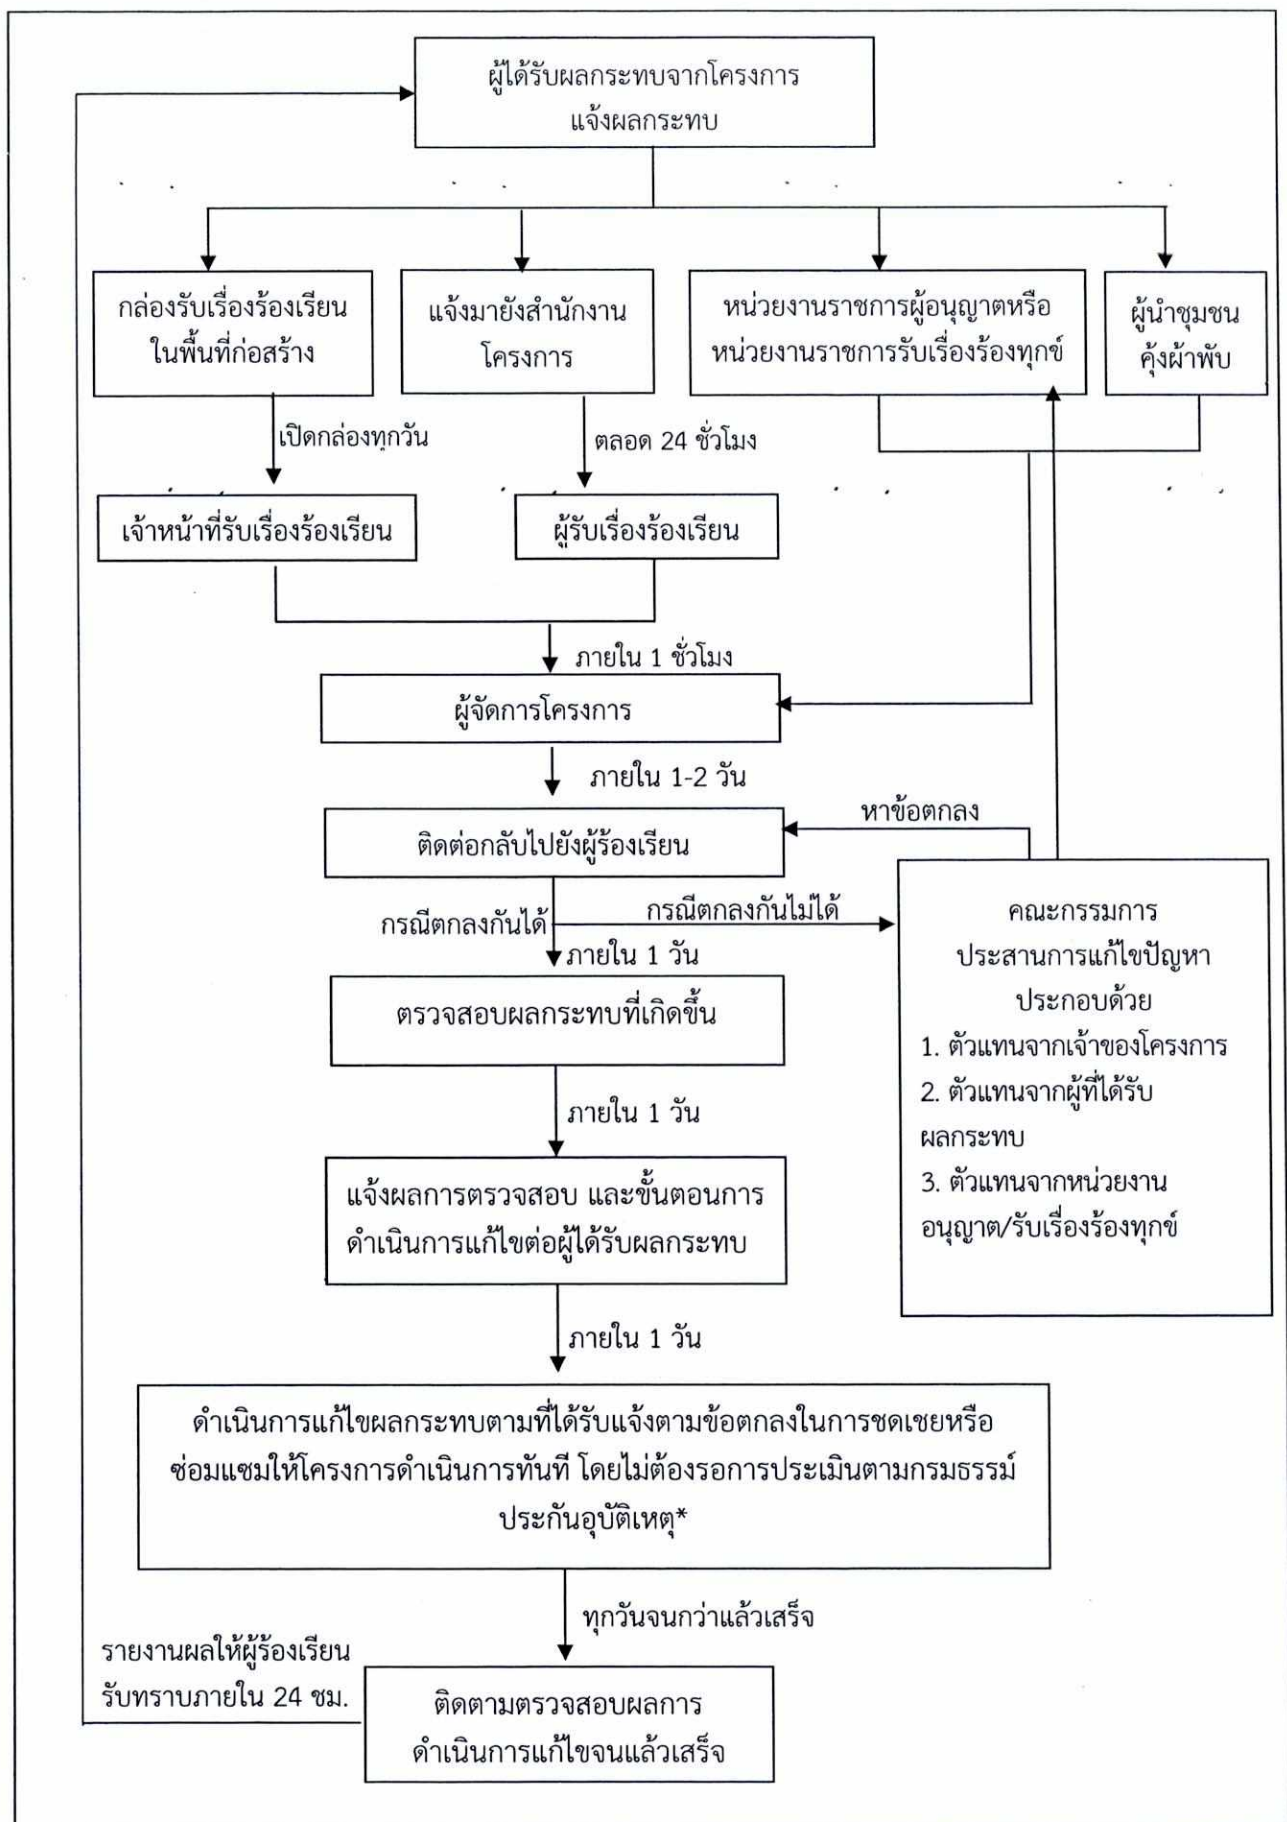 ผู้ได้รับผลกระทบจากโครงการ
แจ้งผลกระทบ
กล่องรับเรื่องร้องเรียน
ในพื้นที่ก่อสร้าง
แจ้งมายังสำนักงาน
โครงการ
หน่วยงานราชการผู้อนุญาตหรือ
หน่วยงานราชการรับเรื่องร้องทุกข์
ผู้นำชุมชน
คุ้งผ้าพับ
เปิดกล่องทุกวัน
ตลอด 24 ชั่วโมง
เจ้าหน้าที่รับเรื่องร้องเรียน
ผู้รับเรื่องร้องเรียน
ภายใน 1 ชั่วโมง
ผู้จัดการโครงการ
ภายใน 1-2 วัน
หาข้อตกลง
ติดต่อกลับไปยังผู้ร้องเรียน
กรณีตกลงกันได้
กรณีตกลงกันไม่ได้
ภายใน 1 วัน
คณะกรรมการ
ประสานการแก้ไขปัญหา
ประกอบด้วย
1. ตัวแทนจากเจ้าของโครงการ
2. ตัวแทนจากผู้ที่ได้รับ
ผลกระทบ
3. ตัวแทนจากหน่วยงาน
อนุญาต/รับเรื่องร้องทุกข์
ตรวจสอบผลกระทบที่เกิดขึ้น
ภายใน 1 วัน
แจ้งผลการตรวจสอบ และขั้นตอนการ
ดำเนินการแก้ไขต่อผู้ได้รับผลกระทบ
ภายใน 1 วัน
ดำเนินการแก้ไขผลกระทบตามที่ได้รับแจ้งตามข้อตกลงในการชดเชยหรือ
ซ่อมแซมให้โครงการดำเนินการทันที โดยไม่ต้องรอการประเมินตามกรมธรรม์
ประกันอุบัติเหตุ*
ทุกวันจนกว่าแล้วเสร็จ
รายงานผลให้ผู้ร้องเรียน
รับทราบภายใน 24 ชม.
ติดตามตรวจสอบผลการ
ดำเนินการแก้ไขจนแล้วเสร็จ